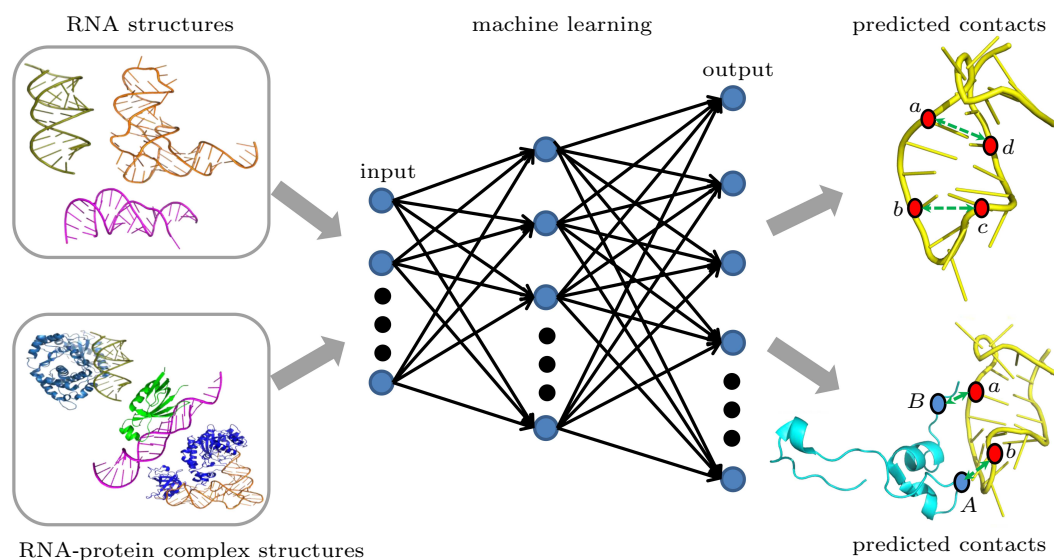 RNA structures
machine learning
predicted contacts
output
input
a
d
b
c
B
a
b
A
RNA-protein complex structures
predicted contacts